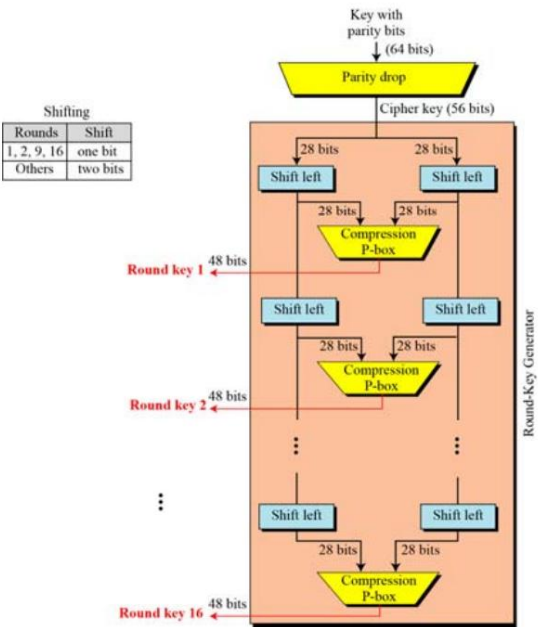 Key with
parity bits
(64 bits)
Parity drop
Cipher key (56 bits)
Shifting
Rounds Shift
1, 2, 9, 16 one bit
Others two bits
28 bits 28 bits
Shift left Shift left
28 bits 28 bits
Compression
P-box
48 bits
Round key 1
Shift left Shift left
28 bits 28 bits
Compression
P-box
48 bits
Round key 2
Shift left Shift left
28 bits 28 bits
Compression
P-box
48 bits
Round key 16
Round-Key Generator